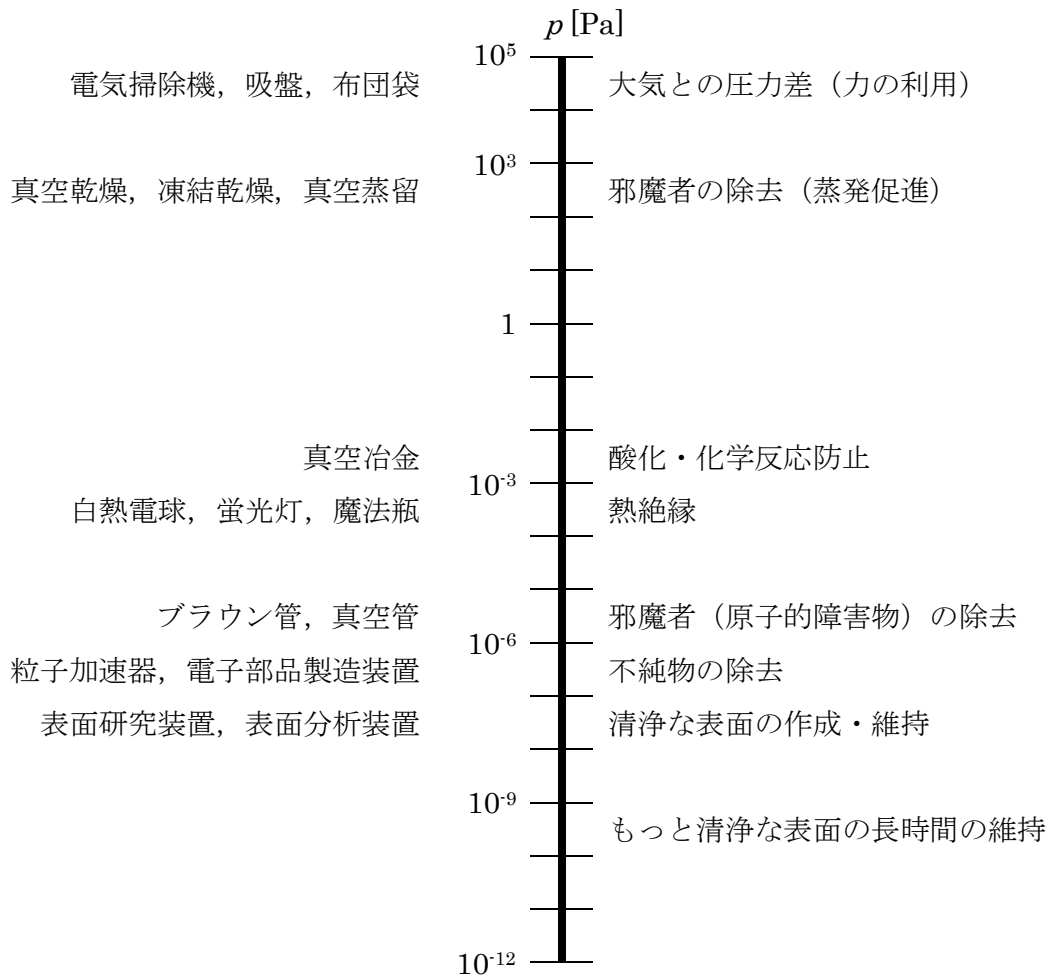 p [Pa]
10⁵
電気掃除機，吸盤，布団袋 大気との圧力差（力の利用）
10³
真空乾燥，凍結乾燥，真空蒸留 邪魔者の除去（蒸発促進）
1
真空冶金 酸化・化学反応防止
10⁻³
白熱電球，蛍光灯，魔法瓶 熱絶縁
ブラウン管，真空管 邪魔者（原子的障害物）の除去
10⁻⁶
粒子加速器，電子部品製造装置 不純物の除去
表面研究装置，表面分析装置 清浄な表面の作成・維持
10⁻⁹
もっと清浄な表面の長時間の維持
10⁻¹²